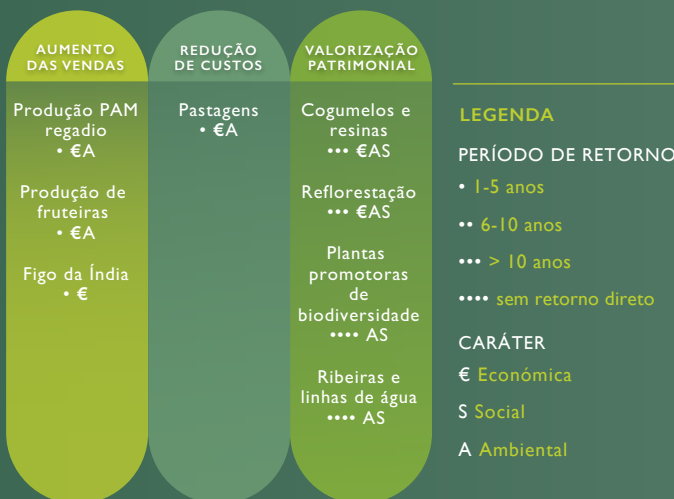 AUMENTO
DAS VENDAS
Produção PAM
regadio
• €A
Produção de
fruteiras
• €A
Figo da Índia
• €
REDUÇÃO
DE CUSTOS
Pastagens
• €A
VALORIZAÇÃO
PATRIMONIAL
Cogumelos e
resinas
••• €AS
Reflorestação
••• €AS
Plantas
promotoras
de
biodiversidade
•••• AS
Ribeiras e
linhas de água
•••• AS
LEGENDA
PERÍODO DE RETORNO
• 1-5 anos
•• 6-10 anos
••• > 10 anos
•••• sem retorno direto
CARÁTER
€ Económica
S Social
A Ambiental